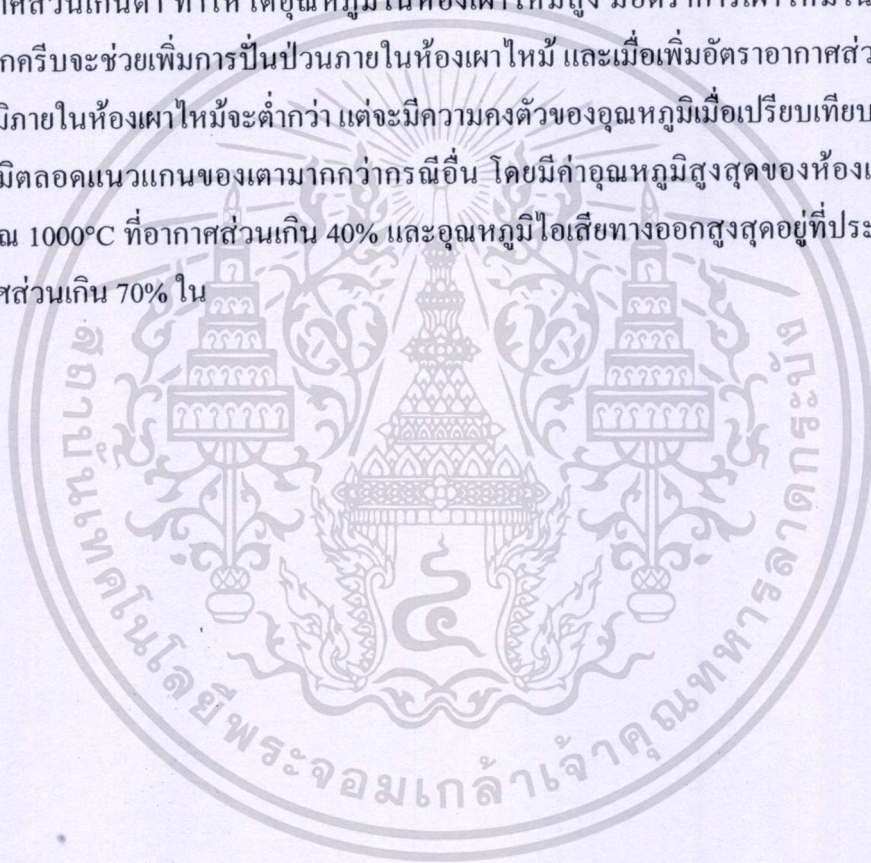 ศส่วนเกินต่ำ ทำให้ได้อุณหภูมิในห้องเผาไหม้สูง มีอัตราการเผาไหม้
กครีบจะช่วยเพิ่มการปั่นป่วนภายในห้องเผาไหม้ และเมื่อเพิ่มอัตราอากาศส่ว
มิภายในห้องเผาไหม้จะต่ำกว่า แต่จะมีความคงตัวของอุณหภูมิเมื่อเปรียบเทียบ
มิตลอดแนวแกนของเตามากกว่ากรณีอื่น โดยมีค่าอุณหภูมิสูงสุดของห้องเ
ณ 1000°C ที่อากาศส่วนเกิน 40% และอุณหภูมิไอเสียทางออกสูงสุดอยู่ที่ประ
ศส่วนเกิน 70% ใน
สถาบันเทคโนโลยีพระจอมเกล้าเจ้าคุณทหารลาดกระบัง